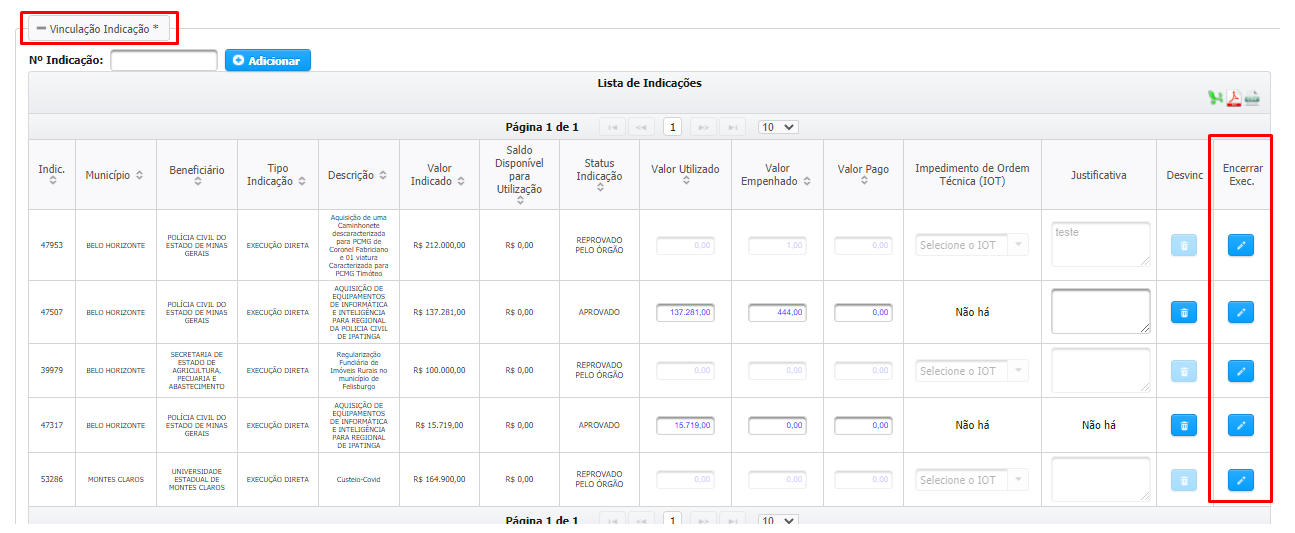 Vinculação Indicação *
Nº Indicação: Adicionar
Lista de Indicações
Página 1 de 1 1 10
Indic.
Município
Beneficiário
Tipo
Indicação
Descrição
Valor
Indicado
Saldo
Disponível
para
Utilização
Status
Indicação
Valor Utilizado
Valor
Empenhado
Valor Pago
Impedimento de Ordem
Técnica (IOT)
Justificativa
Desvinc
Encerrar
Exec.
47953
BELO HORIZONTE
POLÍCIA CIVIL DO
ESTADO DE MINAS
GERAIS
EXECUÇÃO DIRETA
Aquisição de uma
Caminhonete
descaracterizada
para PCMG de
Coronel Fabriciano
e 01 viatura
Caracterizada para
PCMG Timóteo
R$ 212.000,00
R$ 0,00
REPROVADO
PELO ÓRGÃO
0,00
1,00
0,00
Selecione o IOT
teste
47507
BELO HORIZONTE
POLÍCIA CIVIL DO
ESTADO DE MINAS
GERAIS
EXECUÇÃO DIRETA
AQUISIÇÃO DE
EQUIPAMENTOS
DE INFORMÁTICA
E INTELIGÊNCIA
PARA REGIONAL
DA POLICIA CIVIL
DE IPATINGA
R$ 137.281,00
R$ 0,00
APROVADO
137.281,00
444,00
0,00
Não há
39979
BELO HORIZONTE
SECRETARIA DE
ESTADO DE
AGRICULTURA,
PECUARIA E
ABASTECIMENTO
EXECUÇÃO DIRETA
Regularização
Fundiária de
Imóveis Rurais no
município de
Felisburgo
R$ 100.000,00
R$ 0,00
REPROVADO
PELO ÓRGÃO
0,00
0,00
0,00
Selecione o IOT
47317
BELO HORIZONTE
POLÍCIA CIVIL DO
ESTADO DE MINAS
GERAIS
EXECUÇÃO DIRETA
AQUISIÇÃO DE
EQUIPAMENTOS
DE INFORMÁTICA
E INTELIGÊNCIA
PARA REGIONAL
DE IPATINGA
R$ 15.719,00
R$ 0,00
APROVADO
15.719,00
0,00
0,00
Não há
Não há
53286
MONTES CLAROS
UNIVERSIDADE
ESTADUAL DE
MONTES CLAROS
EXECUÇÃO DIRETA
Custeio-Covid
R$ 164.900,00
R$ 0,00
REPROVADO
PELO ÓRGÃO
0,00
0,00
0,00
Selecione o IOT
Página 1 de 1 1 10